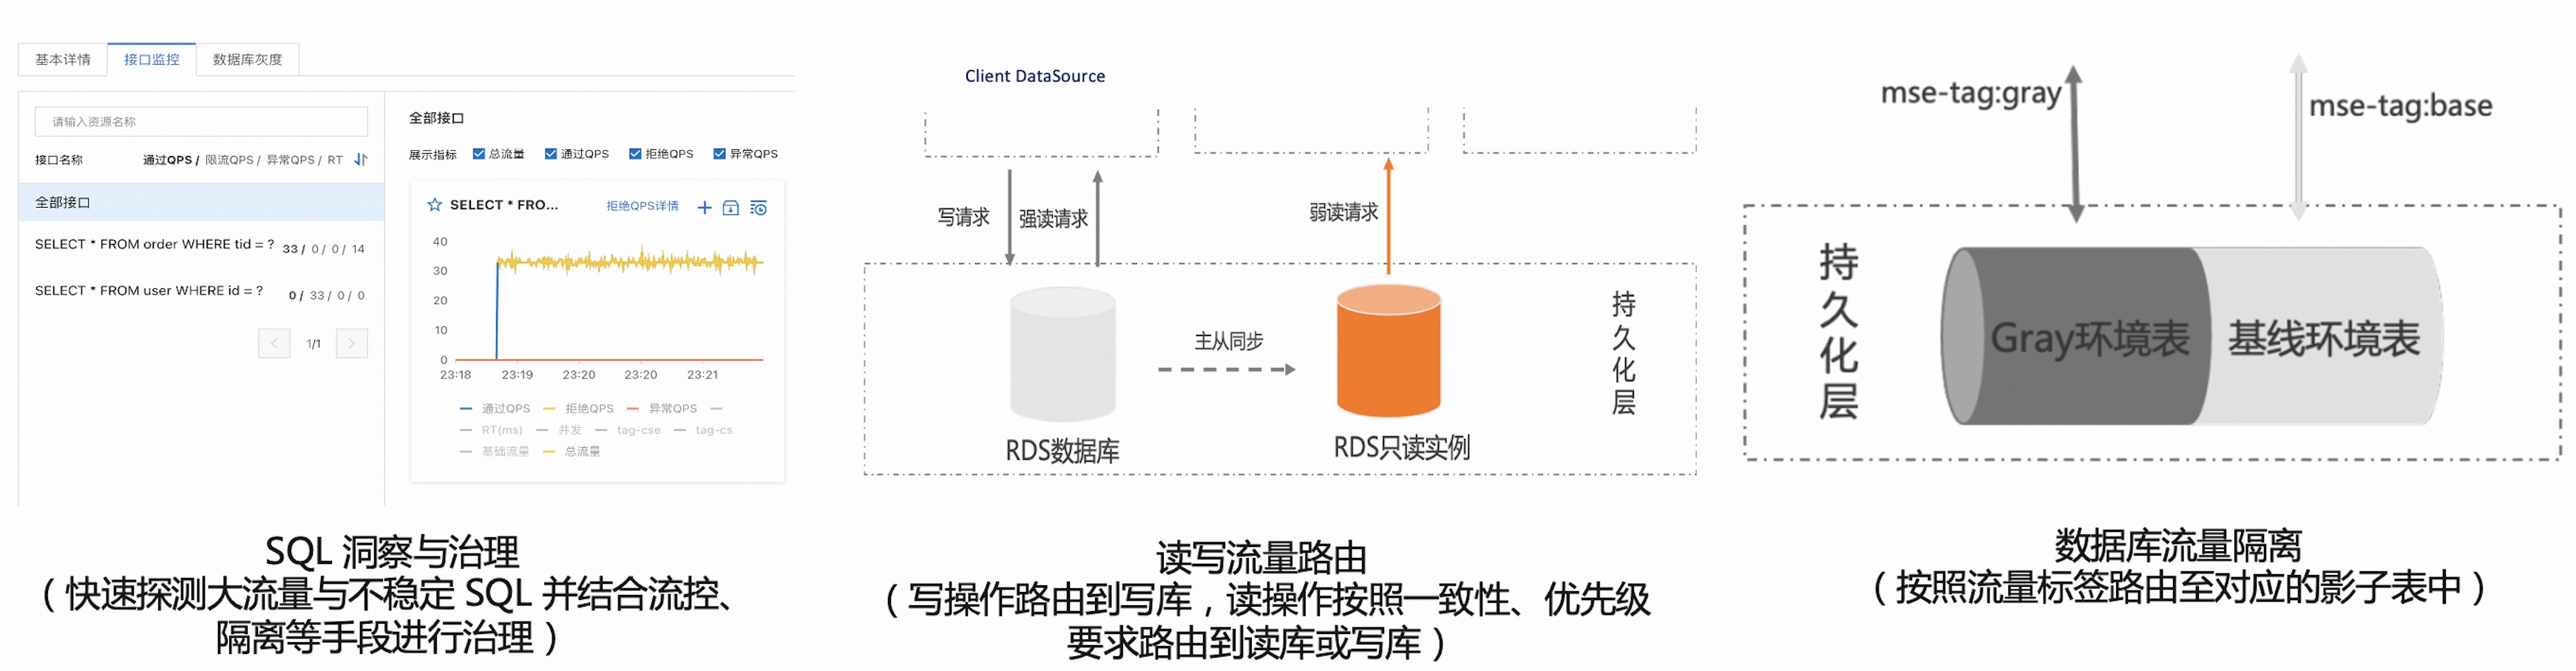 基本详情 接口监控 数据库灰度
请输入资源名称
接口名称 通过QPS / 限流QPS / 异常QPS / RT
全部接口
SELECT * FROM order WHERE tid = ? 33 / 0 / 0 / 14
SELECT * FROM user WHERE id = ? 0 / 33 / 0 / 0
1/1
全部接口
展示指标 总流量 通过QPS 拒绝QPS 异常QPS
SELECT * FRO... 拒绝QPS详情
40
30
20
10
0
23:18 23:19 23:20 23:20 23:21
通过QPS 拒绝QPS 异常QPS
RT(ms) 并发 tag-cse tag-cs
基础流量 总流量
SQL 洞察与治理
（快速探测大流量与不稳定 SQL 并结合流控、
隔离等手段进行治理）
Client DataSource
写请求 强读请求 弱读请求
主从同步
持久化层
RDS数据库 RDS只读实例
读写流量路由
（写操作路由到写库，读操作按照一致性、优先级
要求路由到读库或写库）
mse-tag:gray mse-tag:base
持久化层
Gray环境表 基线环境表
数据库流量隔离
（按照流量标签路由至对应的影子表中）